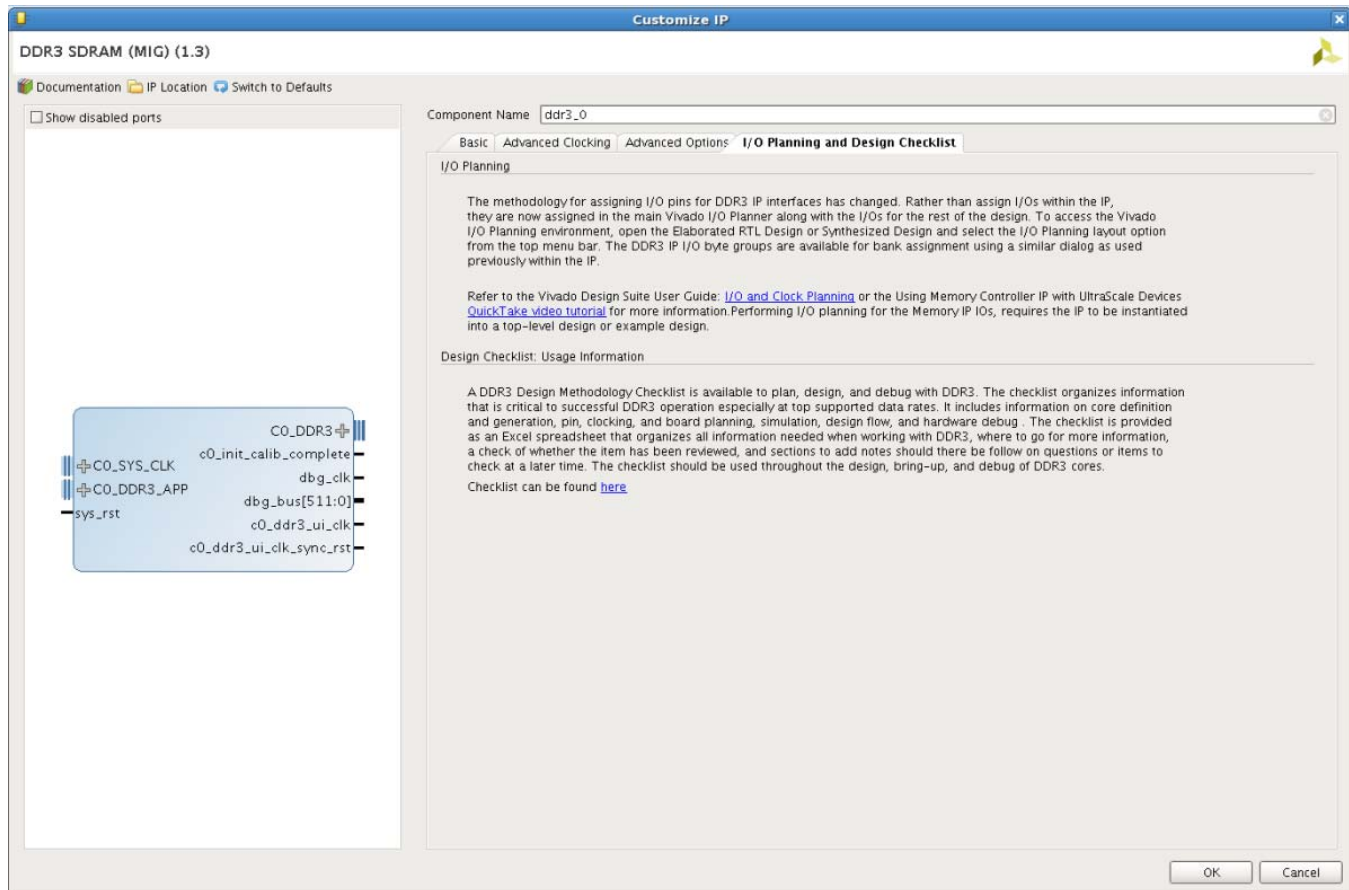 Customize IP
DDR3 SDRAM (MIG) (1.3)
Documentation IP Location Switch to Defaults
Show disabled ports
Component Name ddr3_0
Basic Advanced Clocking Advanced Options I/O Planning and Design Checklist
I/O Planning
The methodology for assigning I/O pins for DDR3 IP interfaces has changed. Rather than assign I/Os within the IP,
they are now assigned in the main Vivado I/O Planner along with the I/Os for the rest of the design. To access the Vivado
I/O Planning environment, open the Elaborated RTL Design or Synthesized Design and select the I/O Planning layout option
from the top menu bar. The DDR3 IP I/O byte groups are available for bank assignment using a similar dialog as used
previously within the IP.
Refer to the Vivado Design Suite User Guide: I/O and Clock Planning or the Using Memory Controller IP with UltraScale Devices
QuickTake video tutorial for more information.Performing I/O planning for the Memory IP IOs, requires the IP to be instantiated
into a top-level design or example design.
Design Checklist: Usage Information
A DDR3 Design Methodology Checklist is available to plan, design, and debug with DDR3. The checklist organizes information
that is critical to successful DDR3 operation especially at top supported data rates. It includes information on core definition
and generation, pin, clocking, and board planning, simulation, design flow, and hardware debug . The checklist is provided
as an Excel spreadsheet that organizes all information needed when working with DDR3, where to go for more information,
a check of whether the item has been reviewed, and sections to add notes should there be follow on questions or items to
check at a later time. The checklist should be used throughout the design, bring-up, and debug of DDR3 cores.
Checklist can be found here
C0_SYS_CLK
C0_DDR3_APP
sys_rst
C0_DDR3
c0_init_calib_complete
dbg_clk
dbg_bus[511:0]
c0_ddr3_ui_clk
c0_ddr3_ui_clk_sync_rst
OK Cancel